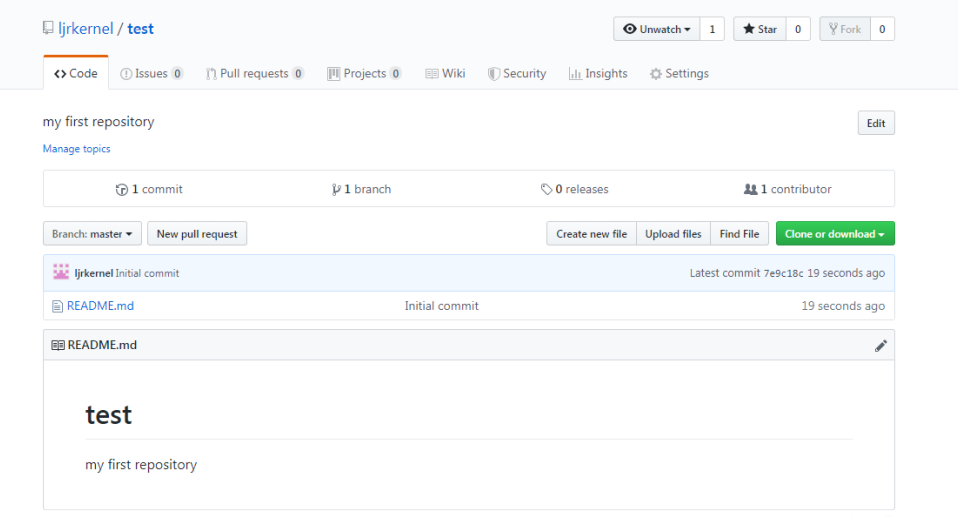 ljrkernel / test Unwatch 1 Star 0 Fork 0
Code Issues 0 Pull requests 0 Projects 0 Wiki Security Insights Settings
my first repository Edit
Manage topics
1 commit 1 branch 0 releases 1 contributor
Branch: master New pull request Create new file Upload files Find File Clone or download
ljrkernel Initial commit Latest commit 7e9c18c 19 seconds ago
README.md Initial commit 19 seconds ago
README.md
test
my first repository